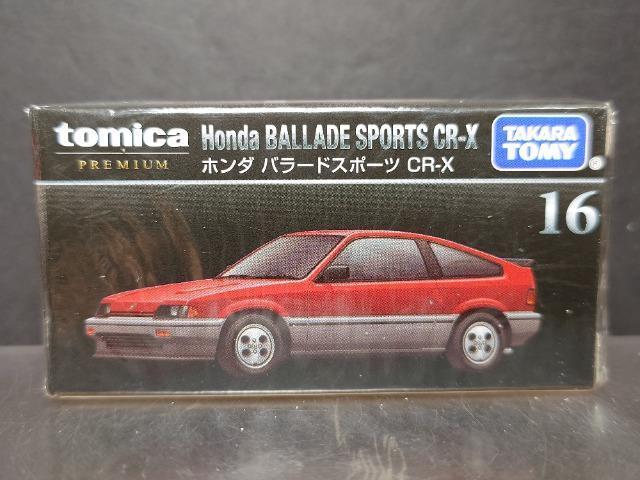 tomica
PREMIUM
Honda BALLADE SPORTS CR-X
ホンダ バラードスポーツ CR-X
TAKARA
TOMY
®
16